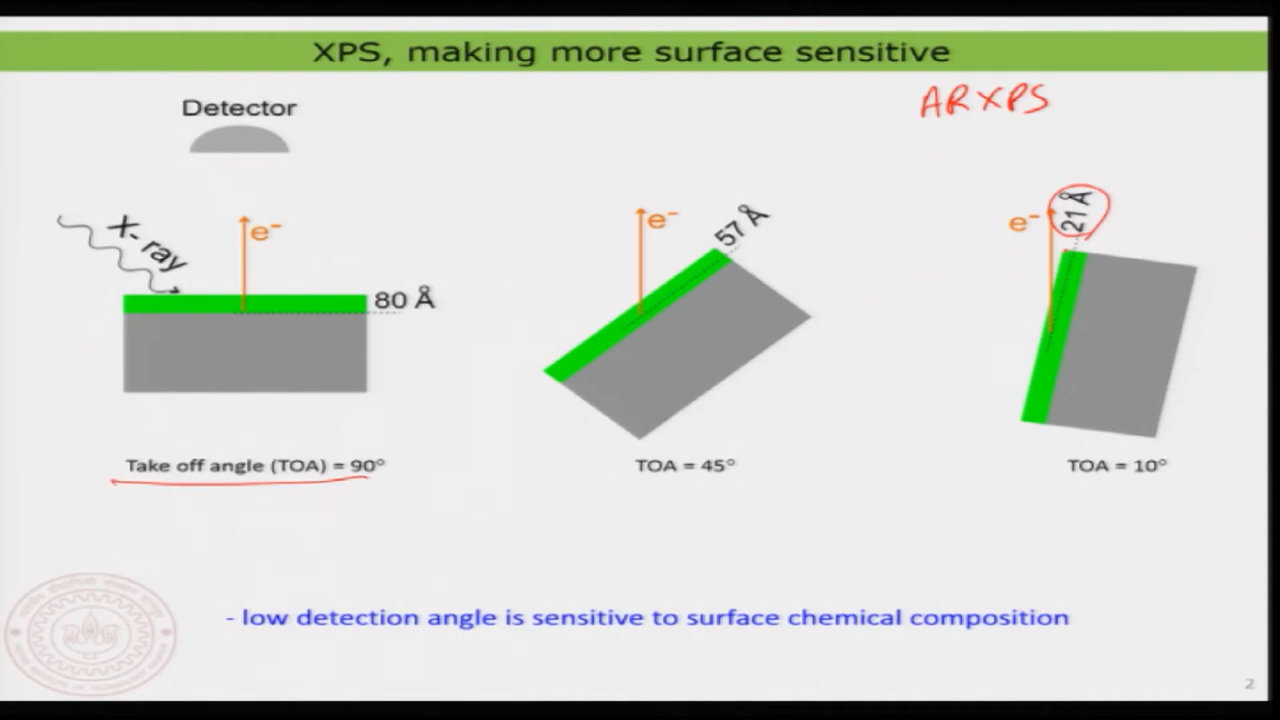 XPS, making more surface sensitive
ARXPS
Detector
X-ray
e-
80 Å
e-
57 Å
e-
21 Å
Take off angle (TOA) = 90°
TOA = 45°
TOA = 10°
- low detection angle is sensitive to surface chemical composition
2